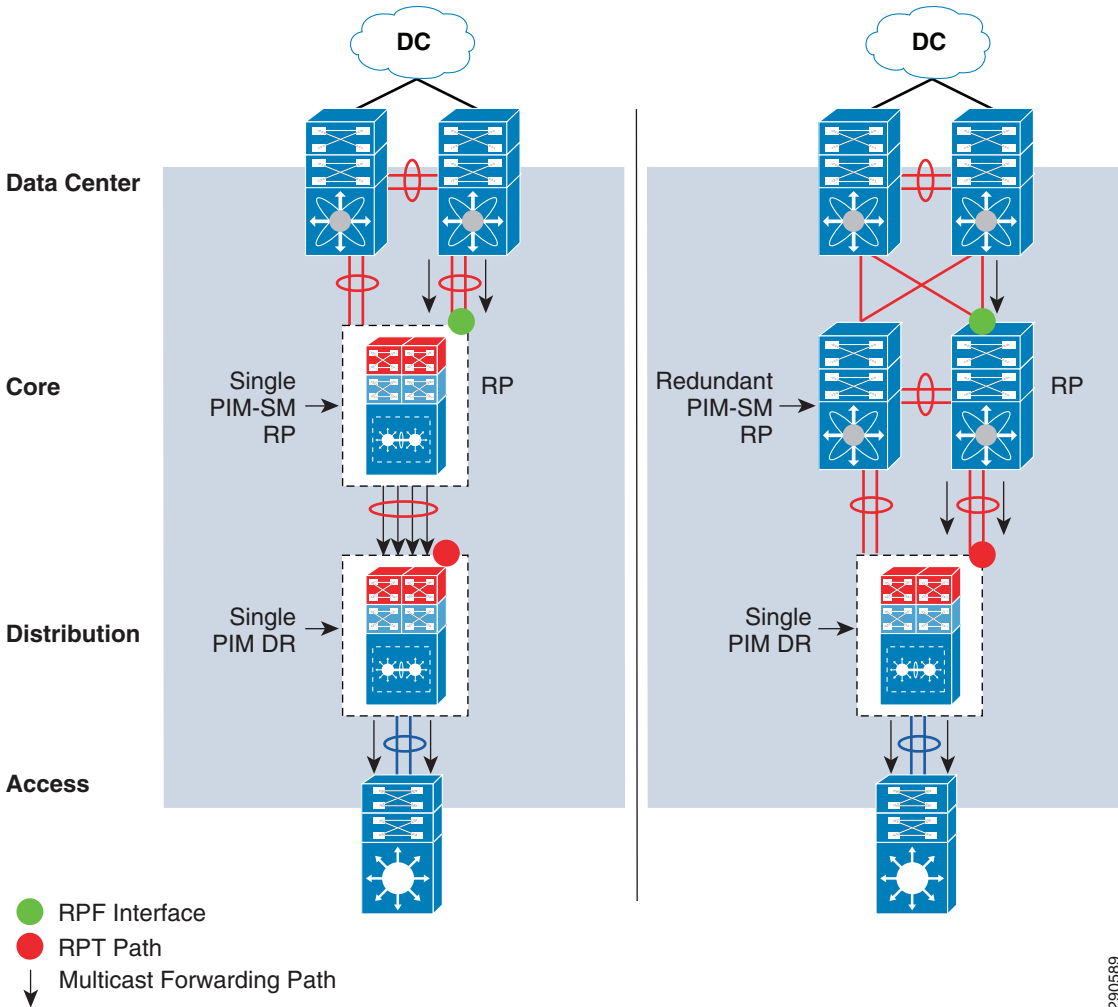 DC
DC
Data Center
Core
Single
PIM-SM
RP
RP
Redundant
PIM-SM
RP
RP
Distribution
Single
PIM DR
Single
PIM DR
Access
RPF Interface
RPT Path
Multicast Forwarding Path
290589